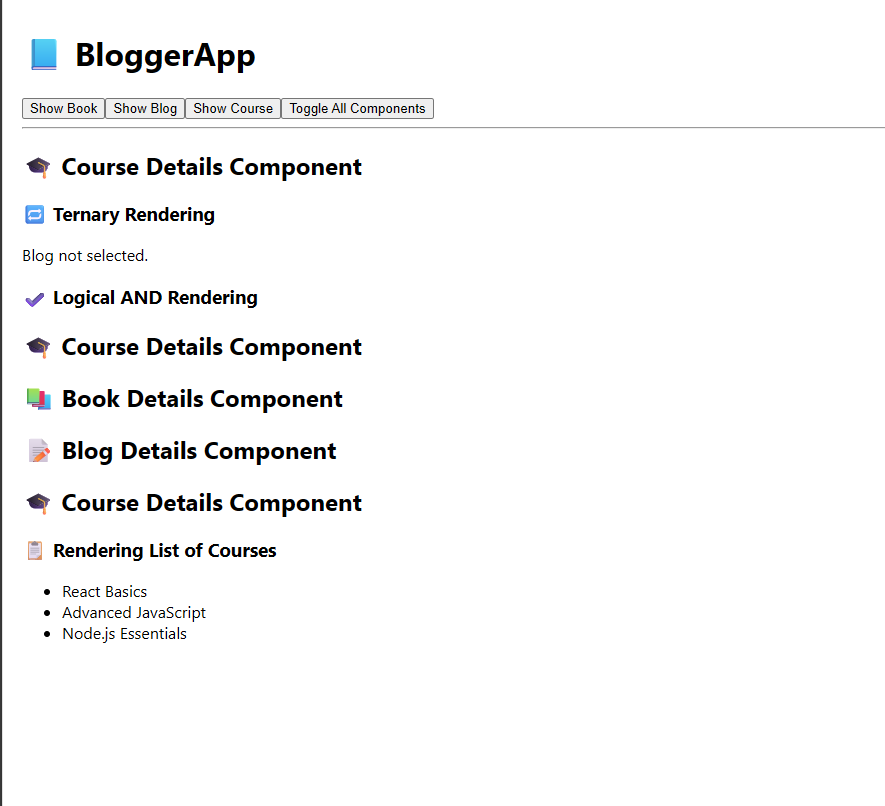 BloggerApp
Show Book Show Blog Show Course Toggle All Components
Course Details Component
Ternary Rendering
Blog not selected.
Logical AND Rendering
Course Details Component
Book Details Component
Blog Details Component
Course Details Component
Rendering List of Courses
React Basics
Advanced JavaScript
Node.js Essentials